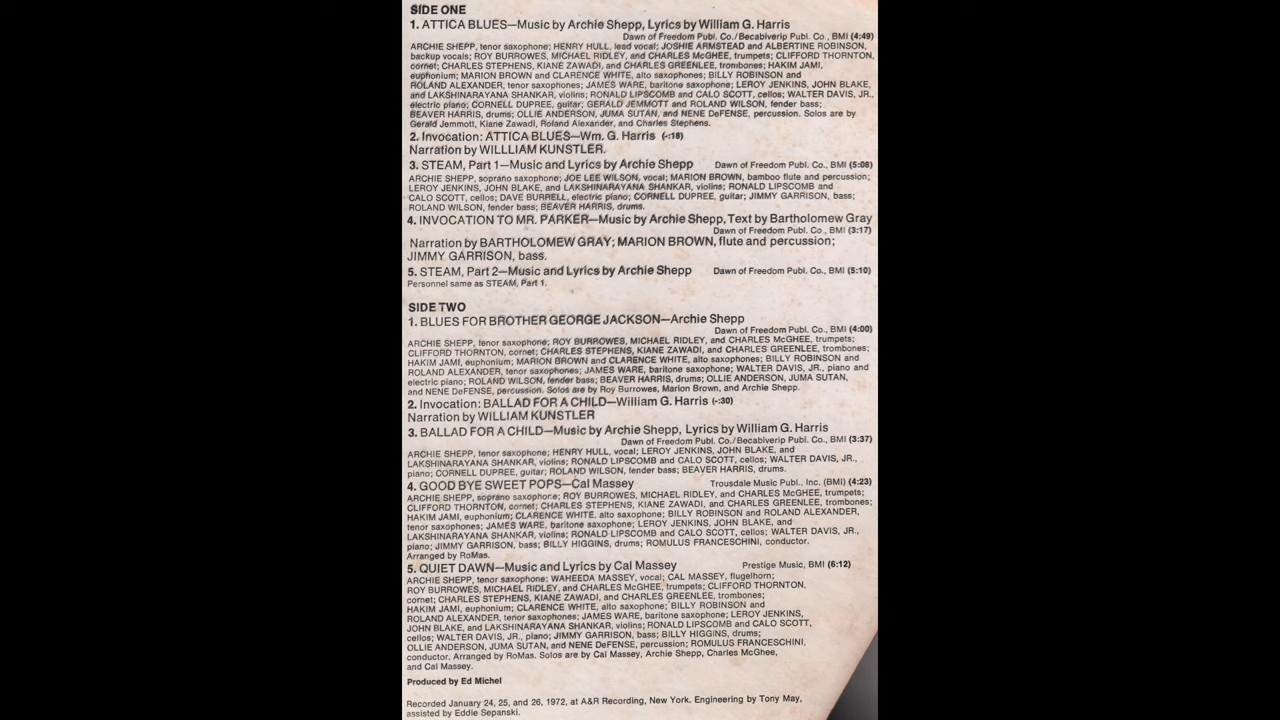 SIDE ONE
1. ATTICA BLUES—Music by Archie Shepp, Lyrics by William G. Harris
Dawn of Freedom Publ. Co./Becabiverip Publ. Co., BMI (4:49)
ARCHIE SHEPP, tenor saxophone; HENRY HULL, lead vocal; JOSHIE ARMSTEAD and ALBERTINE ROBINSON,
backup vocals; ROY BURROWES, MICHAEL RIDLEY, and CHARLES McGHEE, trumpets; CLIFFORD THORNTON,
cornet; CHARLES STEPHENS, KIANE ZAWADI, and CHARLES GREENLEE, trombones; HAKIM JAMI,
euphonium; MARION BROWN and CLARENCE WHITE, alto saxophones; BILLY ROBINSON and
ROLAND ALEXANDER, tenor saxophones; JAMES WARE, baritone saxophone; LEROY JENKINS, JOHN BLAKE,
and LAKSHINARAYANA SHANKAR, violins; RONALD LIPSCOMB and CALO SCOTT, cellos; WALTER DAVIS, JR.,
electric piano; CORNELL DUPREE, guitar; GERALD JEMMOTT and ROLAND WILSON, fender bass;
BEAVER HARRIS, drums; OLLIE ANDERSON, JUMA SUTAN, and NENE DeFENSE, percussion. Solos are by
Gerald Jemmott, Kiane Zawadi, Roland Alexander, and Charles Stephens.
2. Invocation: ATTICA BLUES—Wm. G. Harris (-:18)
Narration by WILLLIAM KUNSTLER.
3. STEAM, Part 1—Music and Lyrics by Archie Shepp Dawn of Freedom Publ. Co., BMI (5:08)
ARCHIE SHEPP, soprano saxophone; JOE LEE WILSON, vocal; MARION BROWN, bamboo flute and percussion;
LEROY JENKINS, JOHN BLAKE, and LAKSHINARAYANA SHANKAR, violins; RONALD LIPSCOMB and
CALO SCOTT, cellos; DAVE BURRELL, electric piano; CORNELL DUPREE, guitar; JIMMY GARRISON, bass;
ROLAND WILSON, fender bass; BEAVER HARRIS, drums.
4. INVOCATION TO MR. PARKER—Music by Archie Shepp, Text by Bartholomew Gray
Dawn of Freedom Publ. Co., BMI (3:17)
Narration by BARTHOLOMEW GRAY; MARION BROWN, flute and percussion;
JIMMY GARRISON, bass.
5. STEAM, Part 2—Music and Lyrics by Archie Shepp Dawn of Freedom Publ. Co., BMI (5:10)
Personnel same as STEAM, Part 1.
SIDE TWO
1. BLUES FOR BROTHER GEORGE JACKSON—Archie Shepp
Dawn of Freedom Publ. Co., BMI (4:00)
ARCHIE SHEPP, tenor saxophone; ROY BURROWES, MICHAEL RIDLEY, and CHARLES McGHEE, trumpets;
CLIFFORD THORNTON, cornet; CHARLES STEPHENS, KIANE ZAWADI, and CHARLES GREENLEE, trombones;
HAKIM JAMI, euphonium; MARION BROWN and CLARENCE WHITE, alto saxophones; BILLY ROBINSON and
ROLAND ALEXANDER, tenor saxophones; JAMES WARE, baritone saxophone; WALTER DAVIS, JR., piano and
electric piano; ROLAND WILSON, fender bass; BEAVER HARRIS, drums; OLLIE ANDERSON, JUMA SUTAN,
and NENE DeFENSE, percussion. Solos are by Roy Burrowes, Marion Brown, and Archie Shepp.
2. Invocation: BALLAD FOR A CHILD—William G. Harris (-:30)
Narration by WILLIAM KUNSTLER
3. BALLAD FOR A CHILD—Music by Archie Shepp, Lyrics by William G. Harris
Dawn of Freedom Publ. Co./Becabiverip Publ. Co., BMI (3:37)
ARCHIE SHEPP, tenor saxophone; HENRY HULL, vocal; LEROY JENKINS, JOHN BLAKE, and
LAKSHINARAYANA SHANKAR, violins; RONALD LIPSCOMB and CALO SCOTT, cellos; WALTER DAVIS, JR.,
piano; CORNELL DUPREE, guitar; ROLAND WILSON, fender bass; BEAVER HARRIS, drums.
4. GOOD BYE SWEET POPS—Cal Massey Trousdale Music Publ., Inc. (BMI) (4:23)
ARCHIE SHEPP, soprano saxophone; ROY BURROWES, MICHAEL RIDLEY, and CHARLES McGHEE, trumpets;
CLIFFORD THORNTON, cornet; CHARLES STEPHENS, KIANE ZAWADI, and CHARLES GREENLEE, trombones;
HAKIM JAMI, euphonium; CLARENCE WHITE, alto saxophone; BILLY ROBINSON and ROLAND ALEXANDER,
tenor saxophones; JAMES WARE, baritone saxophone; LEROY JENKINS, JOHN BLAKE, and
LAKSHINARAYANA SHANKAR, violins; RONALD LIPSCOMB and CALO SCOTT, cellos; WALTER DAVIS, JR.,
piano; JIMMY GARRISON, bass; BILLY HIGGINS, drums; ROMULUS FRANCESCHINI, conductor.
Arranged by RoMas.
5. QUIET DAWN—Music and Lyrics by Cal Massey Prestige Music, BMI (6:12)
ARCHIE SHEPP, tenor saxophone; WAHEEDA MASSEY, vocal; CAL MASSEY, flugelhorn;
ROY BURROWES, MICHAEL RIDLEY, and CHARLES McGHEE, trumpets; CLIFFORD THORNTON,
cornet; CHARLES STEPHENS, KIANE ZAWADI, and CHARLES GREENLEE, trombones;
HAKIM JAMI, euphonium; CLARENCE WHITE, alto saxophone; BILLY ROBINSON and
ROLAND ALEXANDER, tenor saxophones; JAMES WARE, baritone saxophone; LEROY JENKINS,
JOHN BLAKE, and LAKSHINARAYANA SHANKAR, violins; RONALD LIPSCOMB and CALO SCOTT,
cellos; WALTER DAVIS, JR., piano; JIMMY GARRISON, bass; BILLY HIGGINS, drums;
OLLIE ANDERSON, JUMA SUTAN, and NENE DeFENSE, percussion; ROMULUS FRANCESCHINI,
conductor. Arranged by RoMas. Solos are by Cal Massey, Archie Shepp, Charles McGhee,
and Cal Massey.
Produced by Ed Michel
Recorded January 24, 25, and 26, 1972, at A&R Recording, New York. Engineering by Tony May,
assisted by Eddie Sepanski.